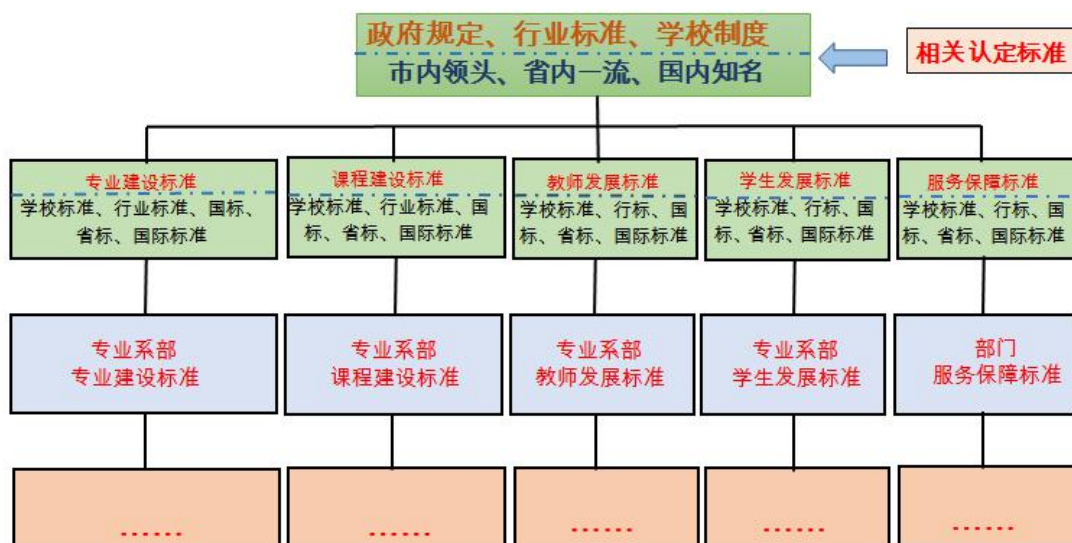 政府规定、行业标准、学校制度
市内领头、省内一流、国内知名
相关认定标准
专业建设标准
学校标准、行业标准、国标、
省标、国际标准
课程建设标准
学校标准、行业标准、国
标、省标、国际标准
教师发展标准
学校标准、行标、国
标、省标、国际标准
学生发展标准
学校标准、行标、国
标、省标、国际标准
服务保障标准
学校标准、行标、国
标、省标、国际标准
专业系部
专业建设标准
专业系部
课程建设标准
专业系部
教师发展标准
专业系部
学生发展标准
部门
服务保障标准
......
......
......
......
......